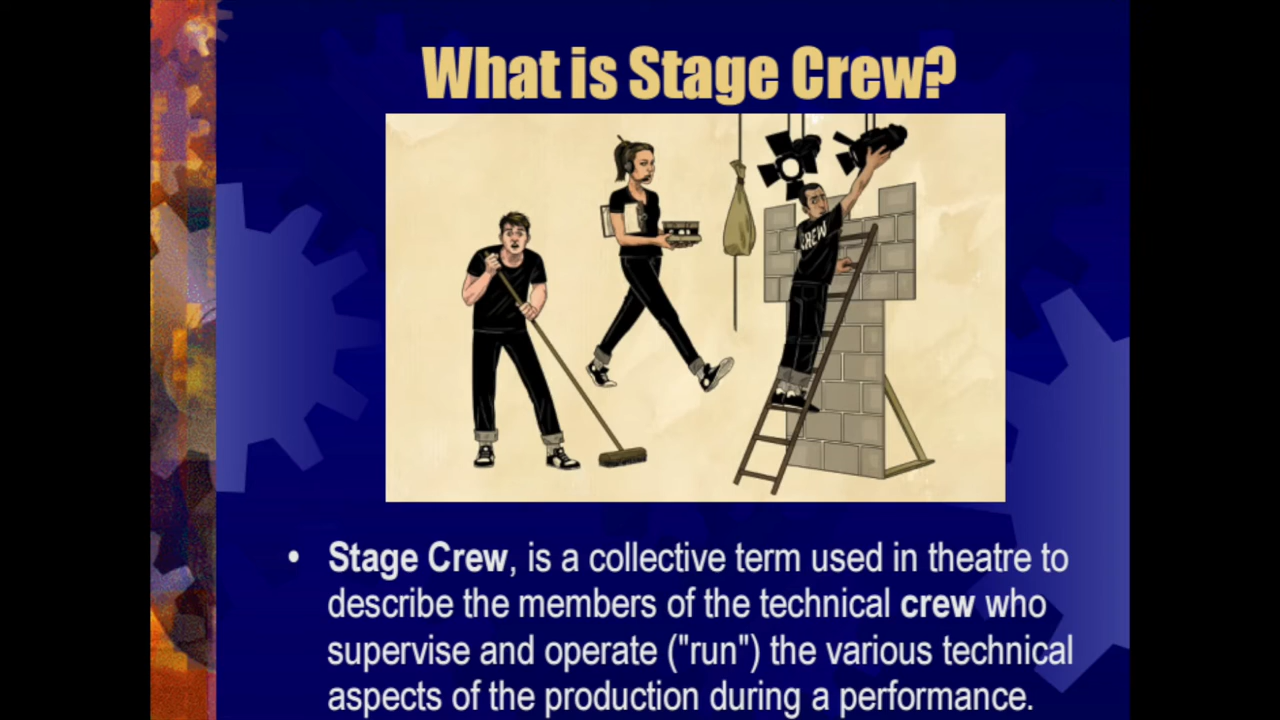 What is Stage Crew?
CREW
• Stage Crew, is a collective term used in theatre to
describe the members of the technical crew who
supervise and operate ("run") the various technical
aspects of the production during a performance.